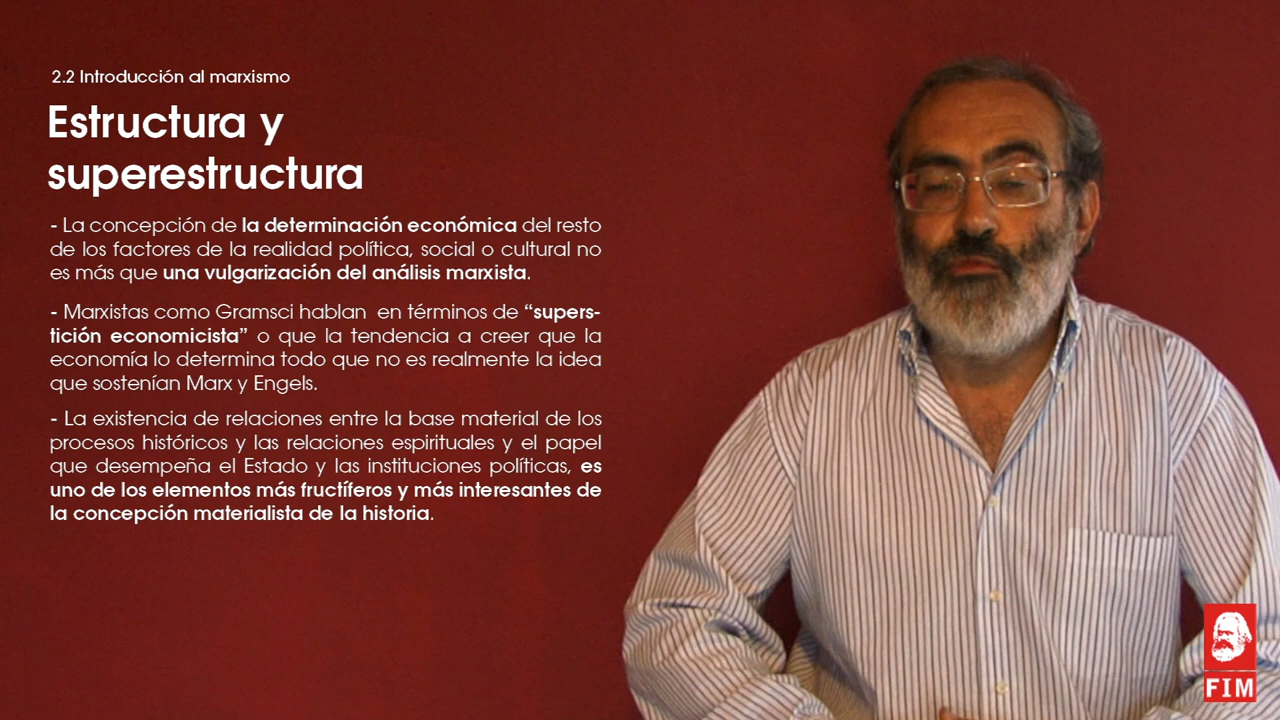 2.2 Introducción al marxismo
Estructura y
superestructura
- La concepción de la determinación económica del resto
de los factores de la realidad política, social o cultural no
es más que una vulgarización del análisis marxista.
- Marxistas como Gramsci hablan en términos de “supers-
tición economicista” o que la tendencia a creer que la
economía lo determina todo que no es realmente la idea
que sostenían Marx y Engels.
- La existencia de relaciones entre la base material de los
procesos históricos y las relaciones espirituales y el papel
que desempeña el Estado y las instituciones políticas, es
uno de los elementos más fructíferos y más interesantes de
la concepción materialista de la historia.
FIM